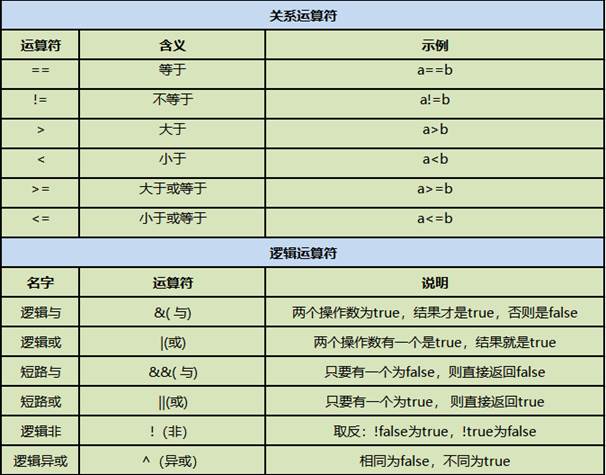 关系运算符
运算符 含义 示例
== 等于 a==b
!= 不等于 a!=b
> 大于 a>b
< 小于 a<b
>= 大于或等于 a>=b
<= 小于或等于 a<=b
逻辑运算符
名字 运算符 说明
逻辑与 &( 与) 两个操作数为true，结果才是true，否则是false
逻辑或 |(或) 两个操作数有一个是true，结果就是true
短路与 &&( 与) 只要有一个为false，则直接返回false
短路或 ||(或) 只要有一个为true， 则直接返回true
逻辑非 !（非） 取反：!false为true，!true为false
逻辑异或 ^（异或） 相同为false，不同为true